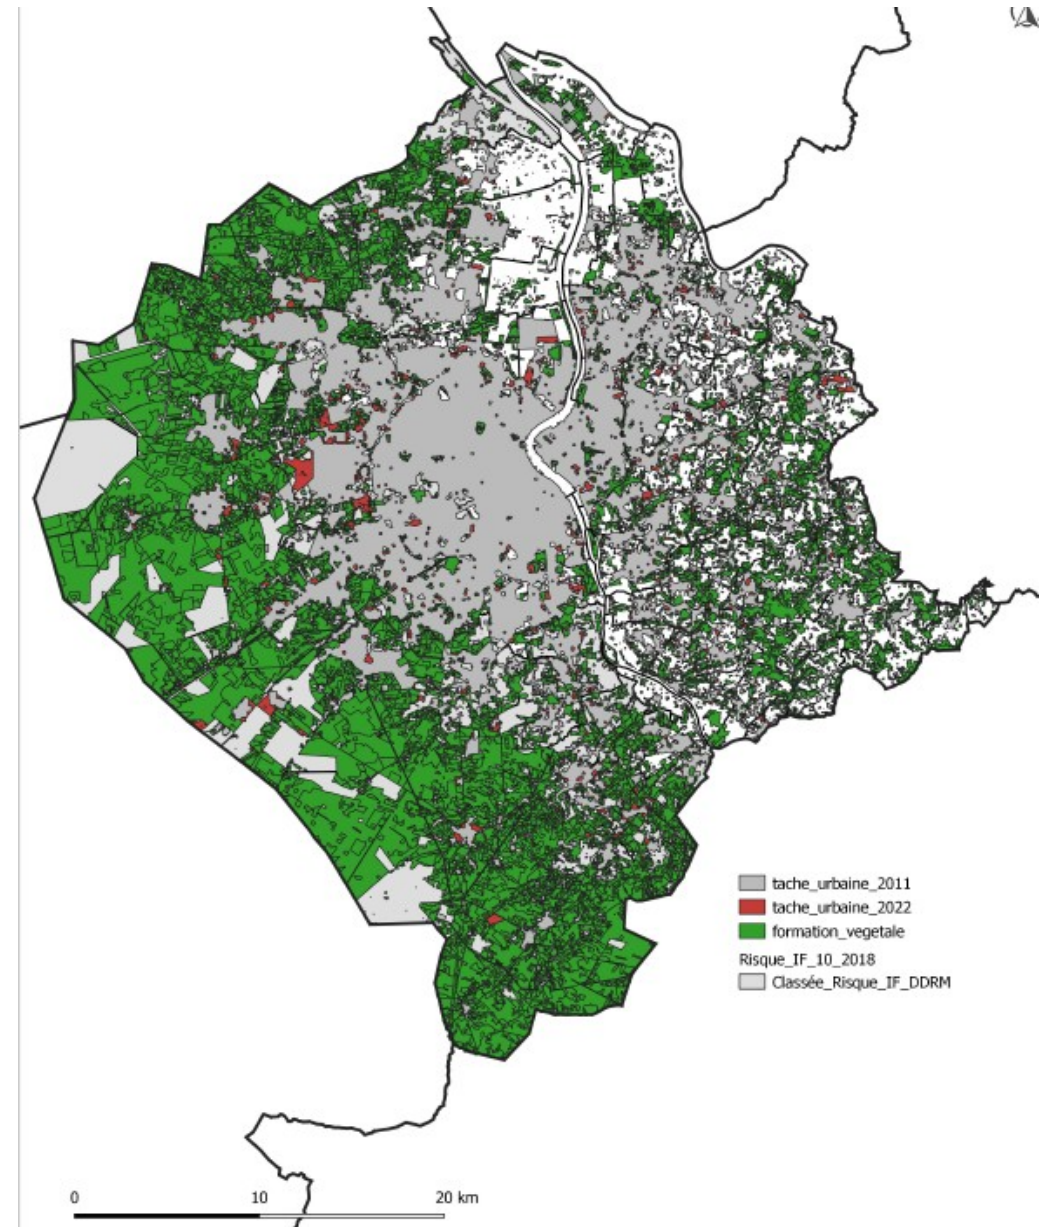 tache_urbaine_2011
tache_urbaine_2022
formation_vegetale
Risque_IF_10_2018
Classée_Risque_IF_DDRM
0 10 20 km